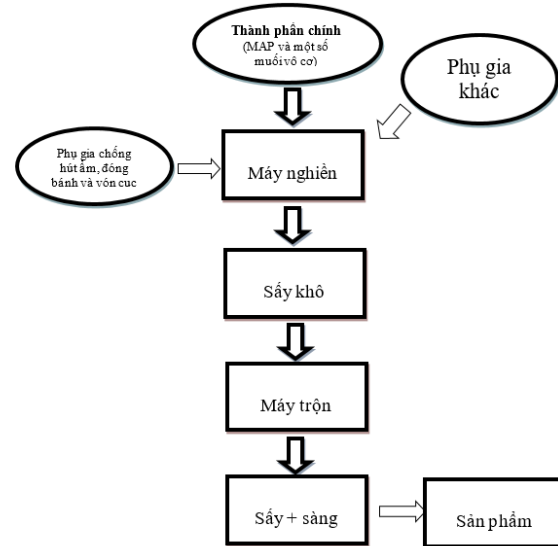 Thành phần chính
(MAP và một số
muối vô cơ)
Phụ gia
khác
Phụ gia chống
hút ẩm, đông
bánh và vón cuc
Máy nghiền
Sấy khô
Máy trộn
Sấy + sàng
Sản phẩm